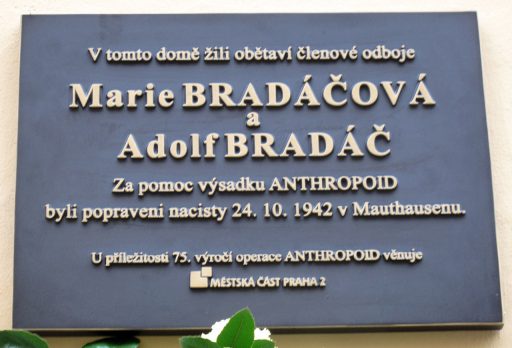 V tomto domě žili obětaví členové odboje
Marie BRADÁČOVÁ
a
Adolf BRADÁČ
Za pomoc výsadku ANTHROPOID
byli popraveni nacisty 24. 10. 1942 v Mauthausenu.
U příležitosti 75. výročí operace ANTHROPOID věnuje
MĚSTSKÁ ČÁST PRAHA 2